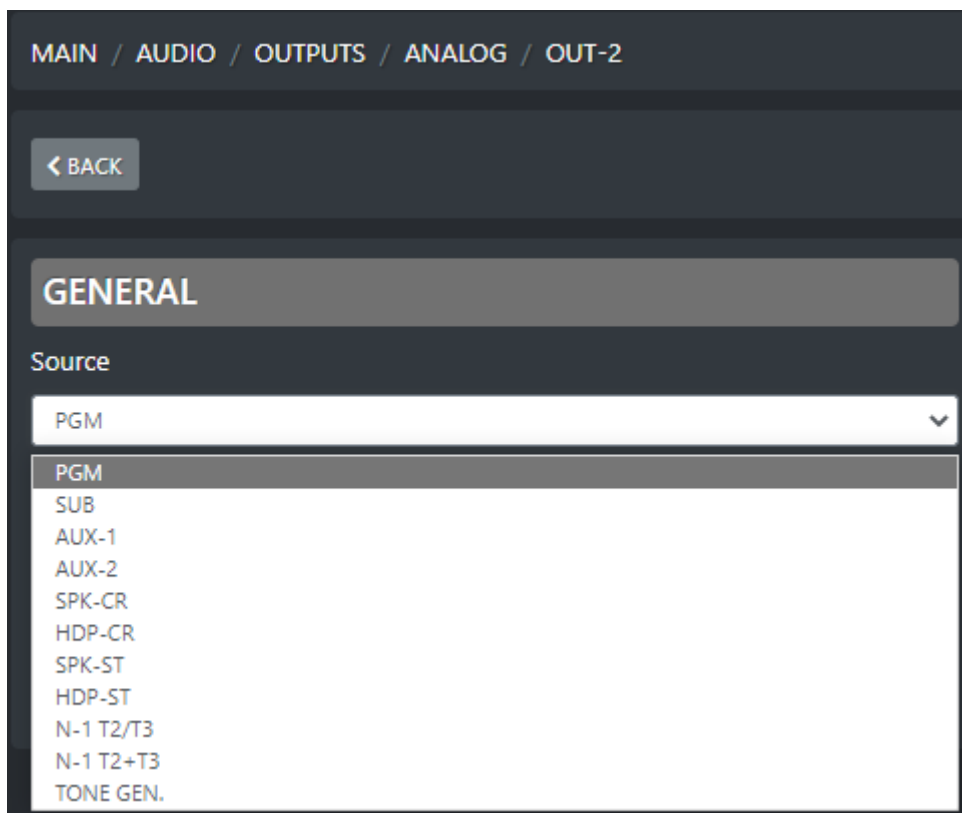 MAIN / AUDIO / OUTPUTS / ANALOG / OUT-2
BACK
GENERAL
Source
PGM
PGM
SUB
AUX-1
AUX-2
SPK-CR
HDP-CR
SPK-ST
HDP-ST
N-1 T2/T3
N-1 T2+T3
TONE GEN.